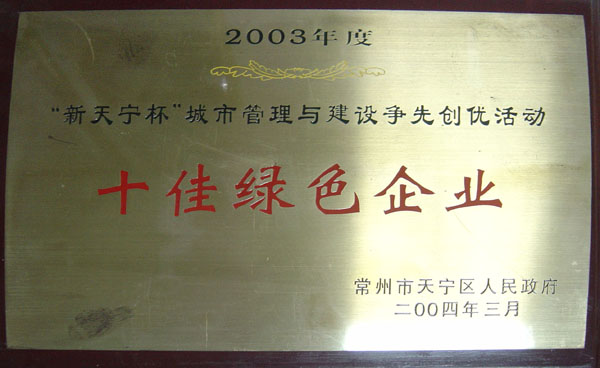 2003年度
“新天宁杯”城市管理与建设争先创优活动
十佳绿色企业
常州市天宁区人民政府
二00四年三月